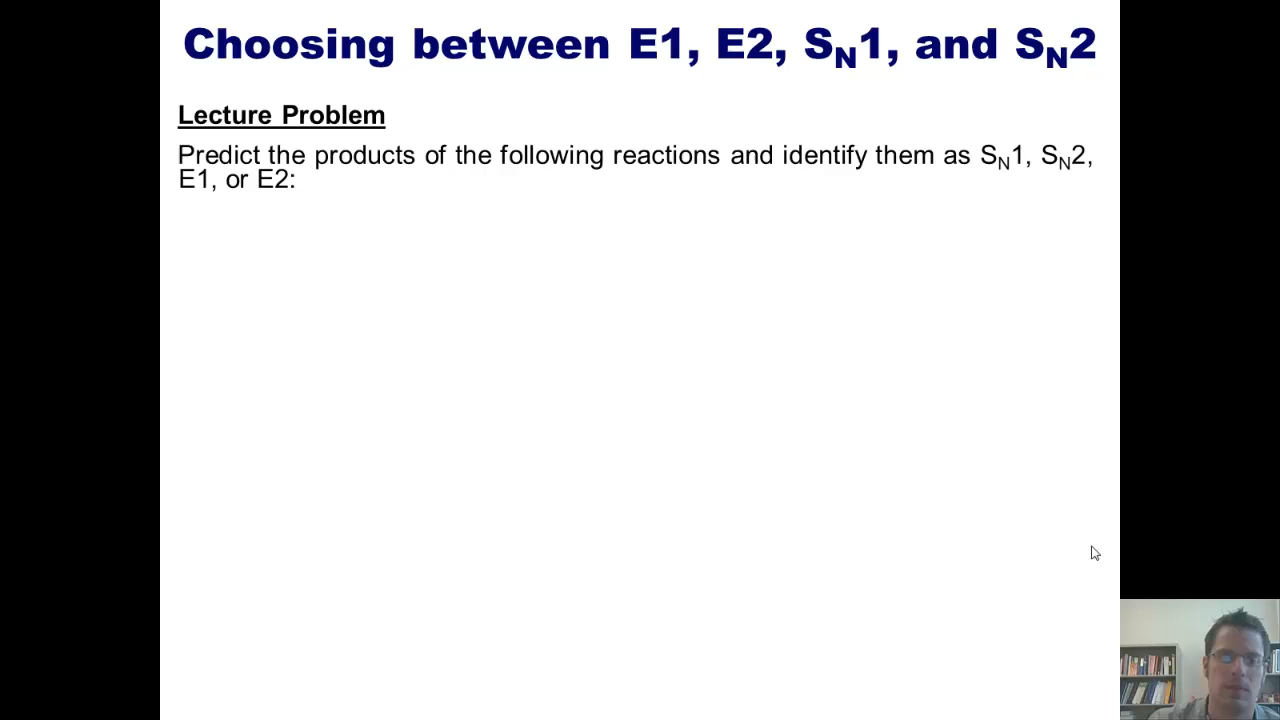 Choosing between E1, E2, SN1, and SN2
Lecture Problem
Predict the products of the following reactions and identify them as SN1, SN2,
E1, or E2: